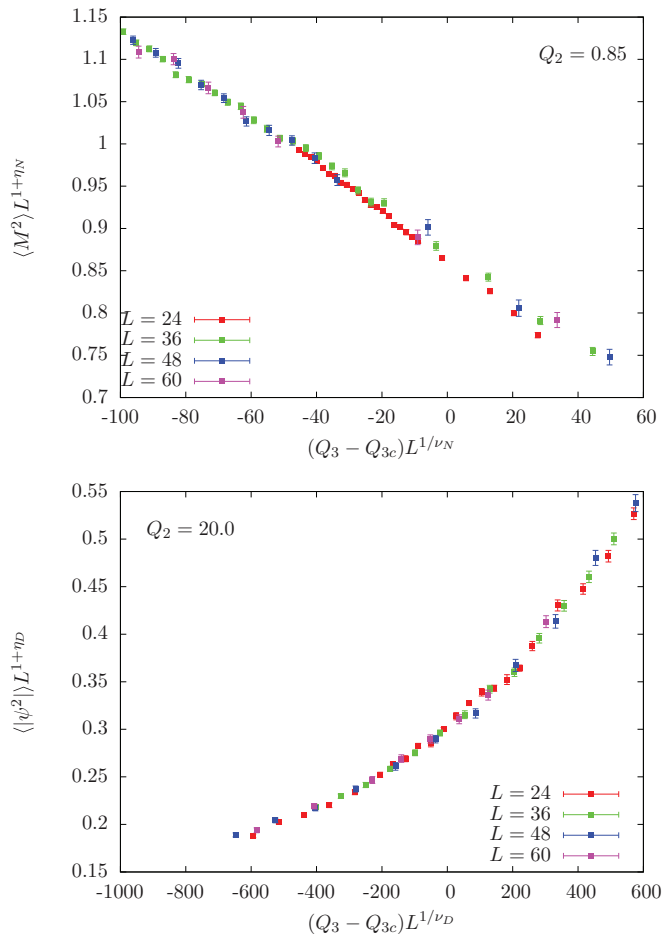 1.15
1.1
1.05
1
0.95
0.9
0.85
0.8
0.75
0.7
⟨M²⟩L^{1+η_N}
Q₂ = 0.85
L = 24
L = 36
L = 48
L = 60
-100 -80 -60 -40 -20 0 20 40 60
(Q₃ − Q₃c)L^{1/ν_N}
0.55
0.5
0.45
0.4
0.35
0.3
0.25
0.2
0.15
⟨|ψ²|⟩L^{1+η_D}
Q₂ = 20.0
L = 24
L = 36
L = 48
L = 60
-1000 -800 -600 -400 -200 0 200 400 600
(Q₃ − Q₃c)L^{1/ν_D}